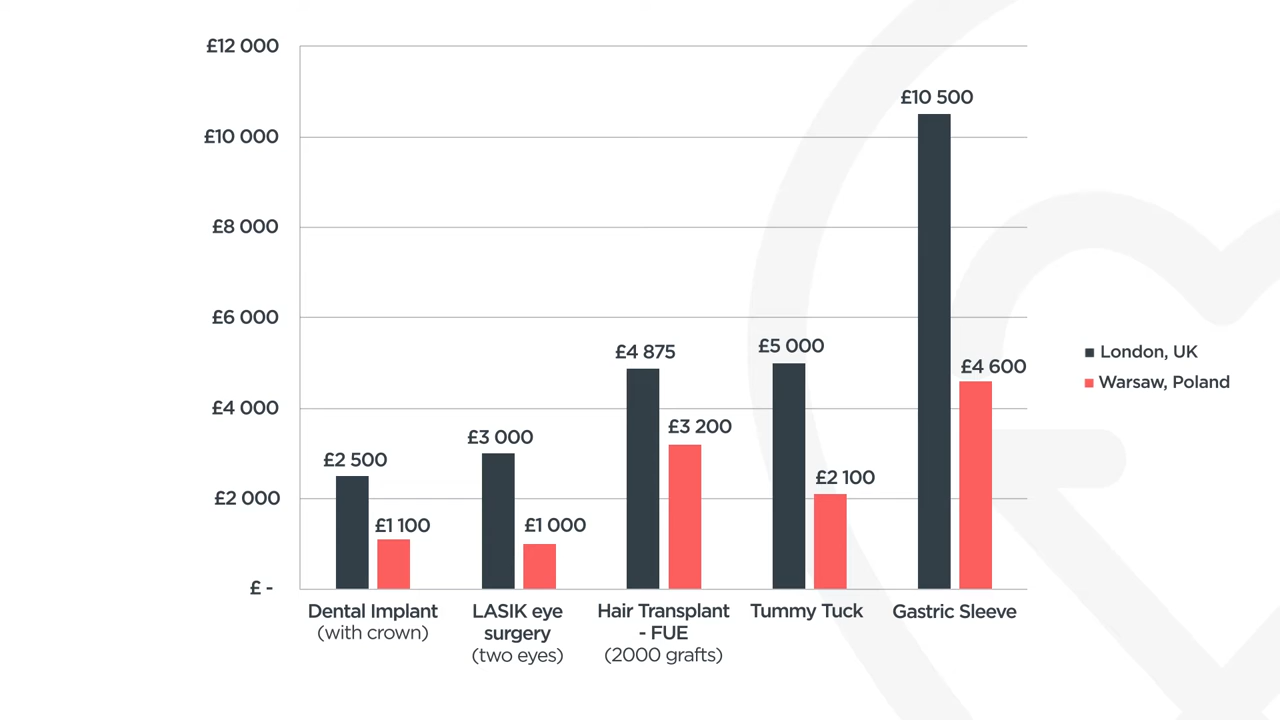 £12 000
£10 000
£8 000
£6 000
£4 000
£2 000
£ -
£2 500
£1 100
£3 000
£1 000
£4 875
£3 200
£5 000
£2 100
£10 500
£4 600
Dental Implant
(with crown)
LASIK eye
surgery
(two eyes)
Hair Transplant
- FUE
(2000 grafts)
Tummy Tuck
Gastric Sleeve
London, UK
Warsaw, Poland